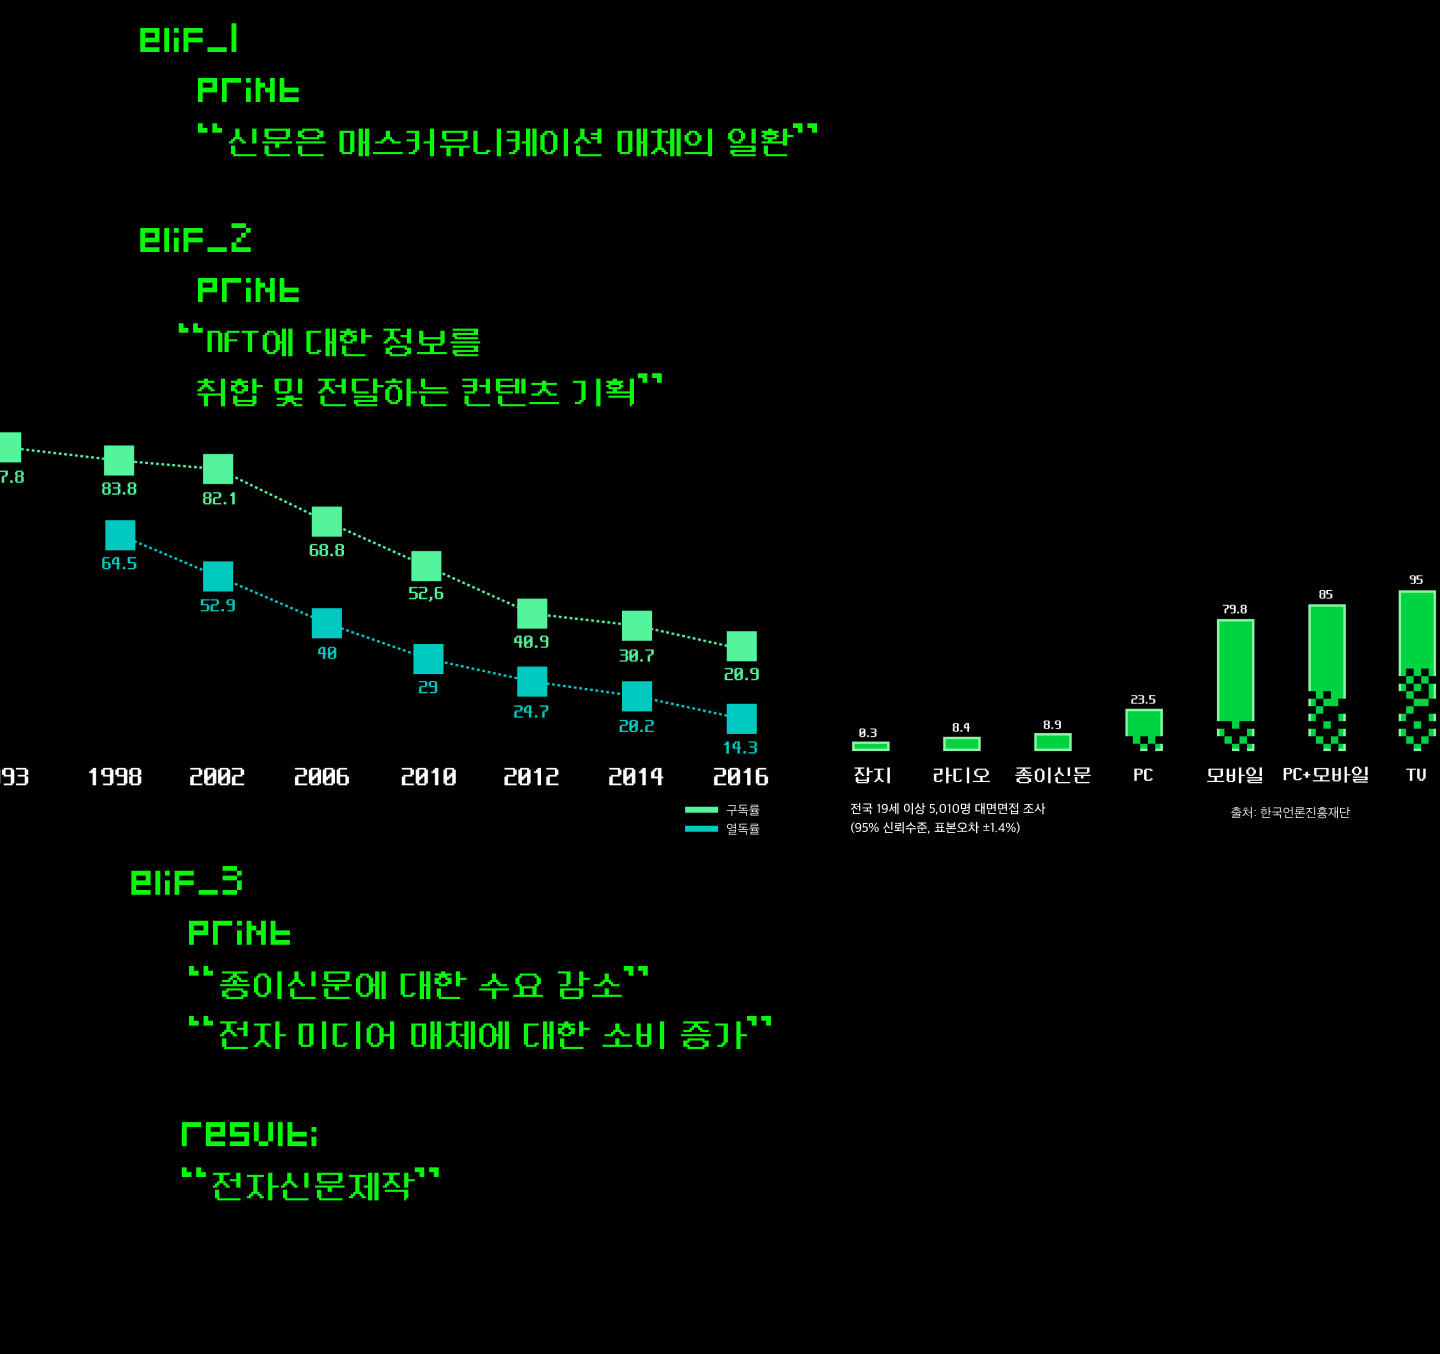 elif_1
print
“신문은 매스커뮤니케이션 매체의 일환”
elif_2
print
“NFT에 대한 정보를
취합 및 전달하는 컨텐츠 기획”
7.8
83.8
82.1
68.8
52,6
40.9
30.7
20.9
64.5
52.9
40
29
24.7
20.2
14.3
93 1998 2002 2006 2010 2012 2014 2016
구독률
열독률
0.3 8.4 8.9 23.5 79.8 85 95
잡지 라디오 종이신문 PC 모바일 PC+모바일 TV
전국 19세 이상 5,010명 대면면접 조사
(95% 신뢰수준, 표본오차 ±1.4%)
출처: 한국언론진흥재단
elif_3
print
“종이신문에 대한 수요 감소”
“전자 미디어 매체에 대한 소비 증가”
result;
“전자신문제작”